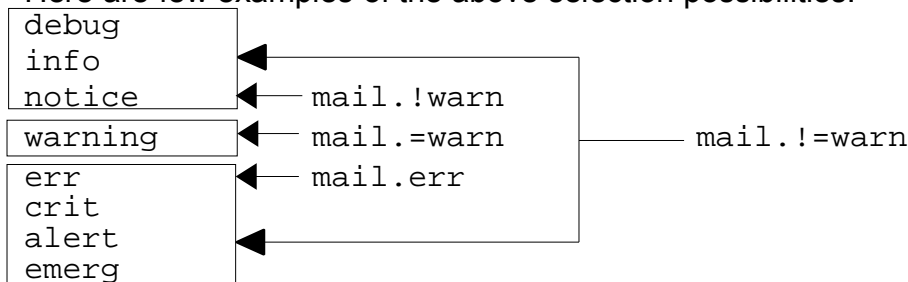 Here are few examples of the above selection possibilities:
debug
info
notice mail.!warn
warning mail.=warn mail.!=warn
err mail.err
crit
alert
emerg